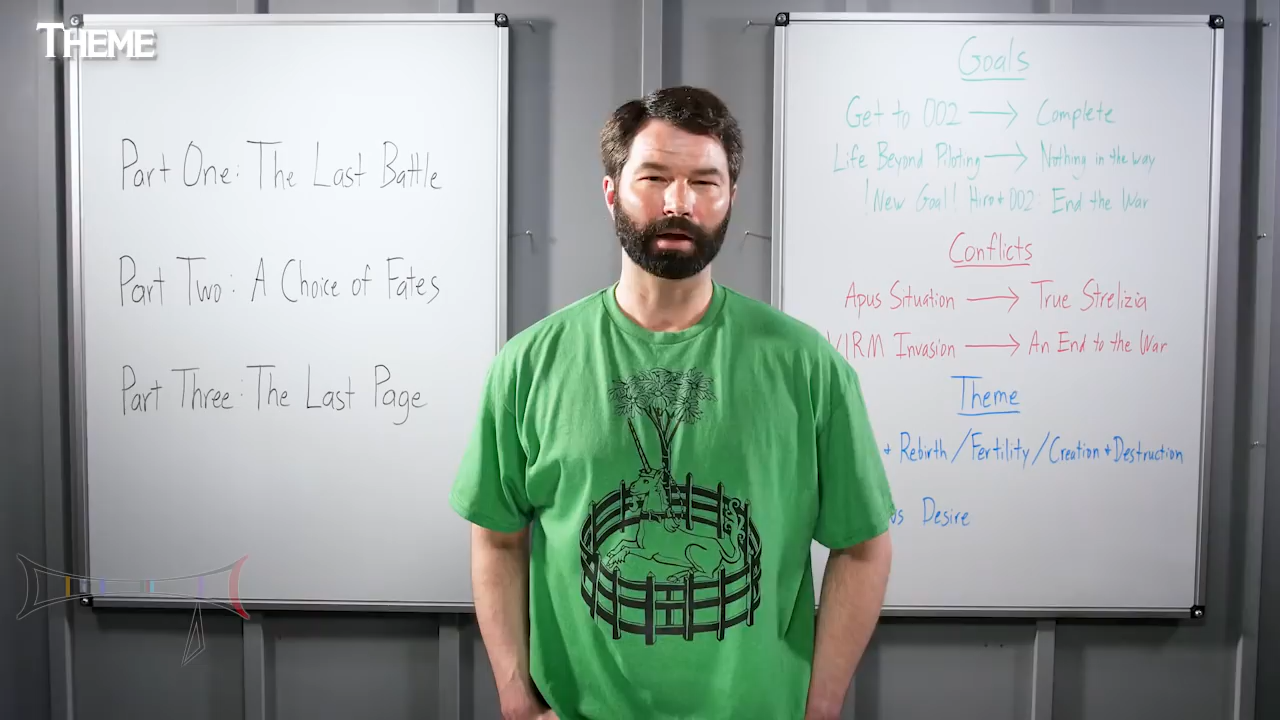 THEME
Part One: The Last Battle
Part Two: A Choice of Fates
Part Three: The Last Page
Goals
Get to 002 → Complete
Life Beyond Piloting → Nothing in the way
!New Goal! Hiro + 002: End the War
Conflicts
Apus Situation → True Strelizia
VIRM Invasion → An End to the War
Theme
+ Rebirth / Fertility / Creation + Destruction
vs Desire